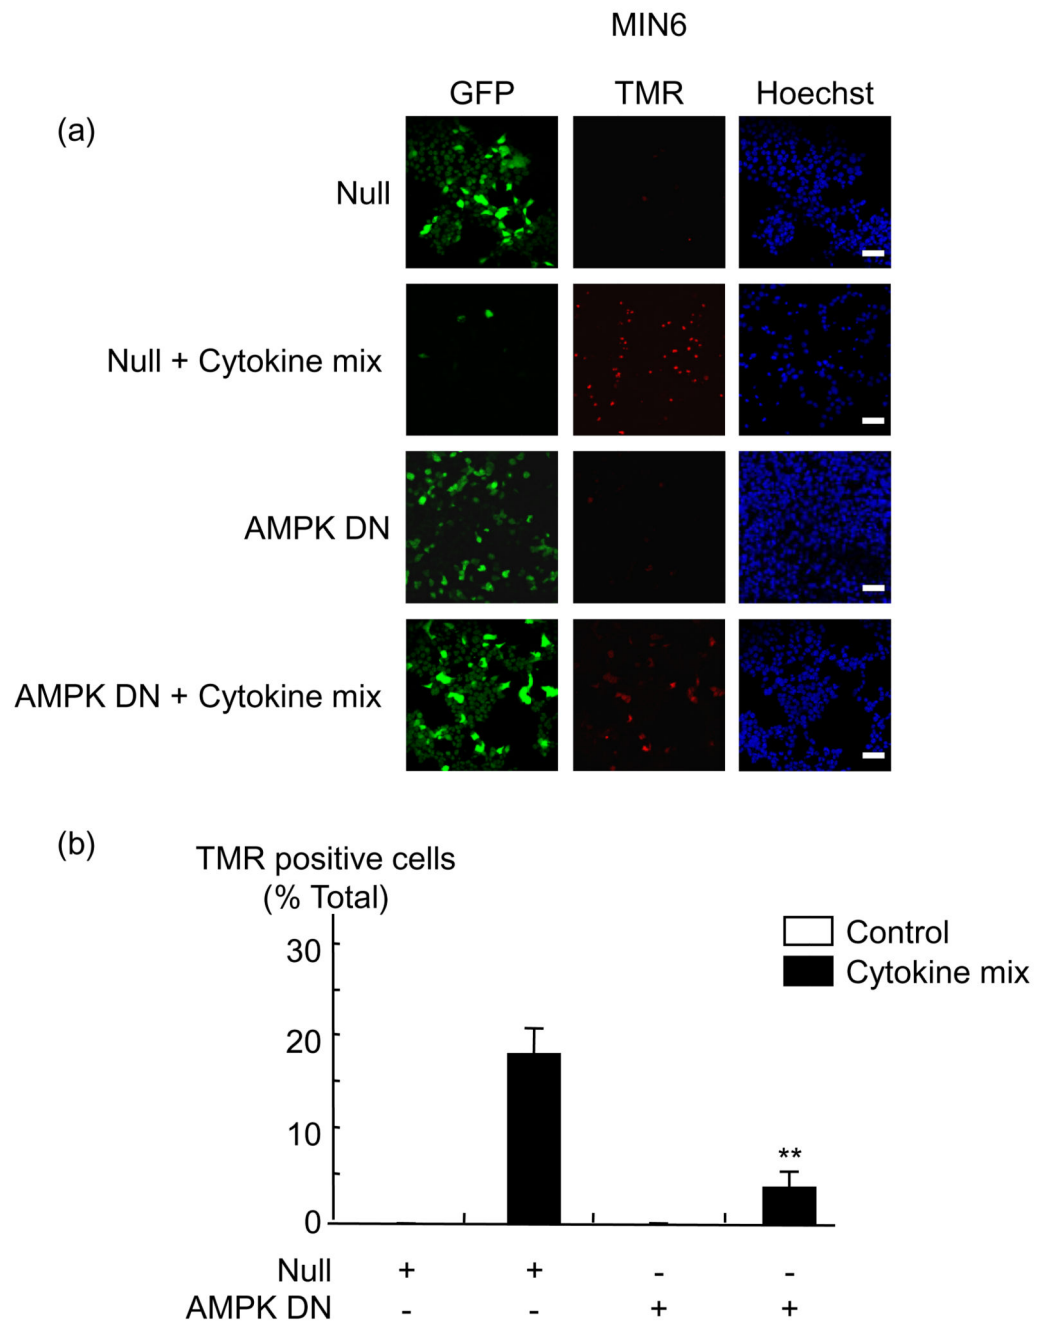 MIN6
GFP TMR Hoechst
(a)
Null
Null + Cytokine mix
AMPK DN
AMPK DN + Cytokine mix
(b)
TMR positive cells
(% Total)
Control
Cytokine mix
30
20
10
0
Null + + - -
AMPK DN - - + +
**